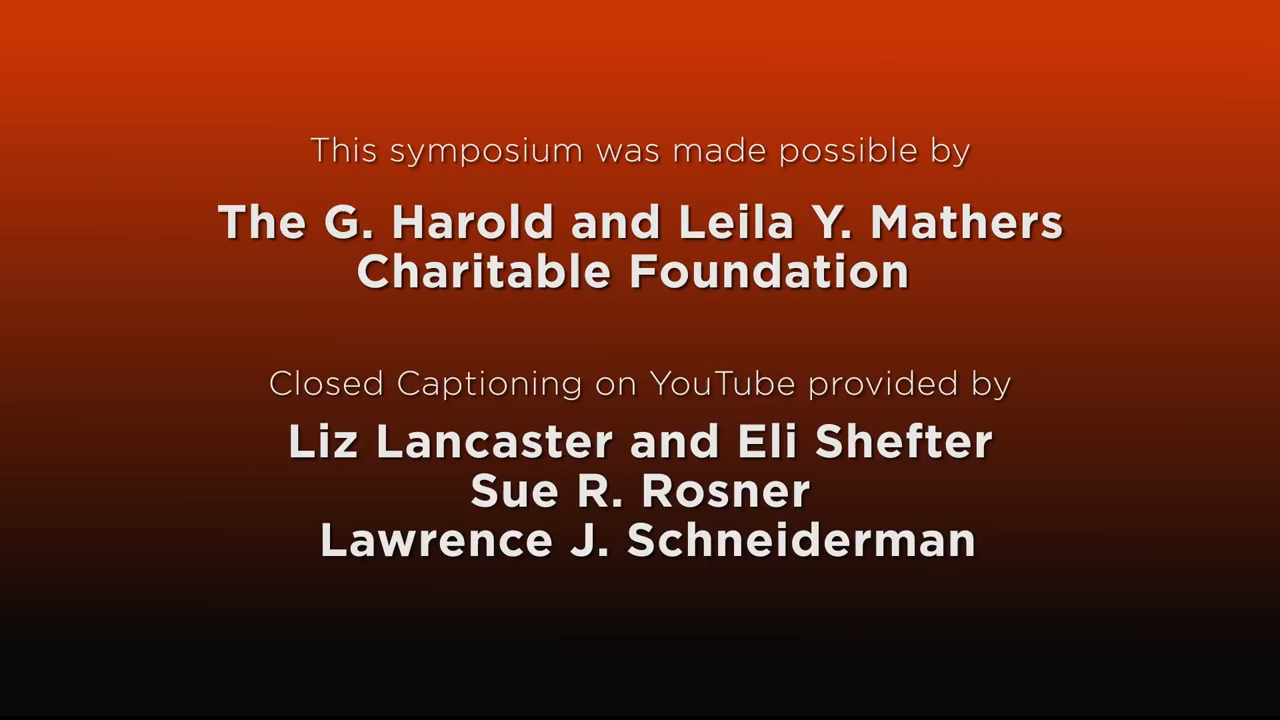 This symposium was made possible by
The G. Harold and Leila Y. Mathers
Charitable Foundation
Closed Captioning on YouTube provided by
Liz Lancaster and Eli Shefter
Sue R. Rosner
Lawrence J. Schneiderman